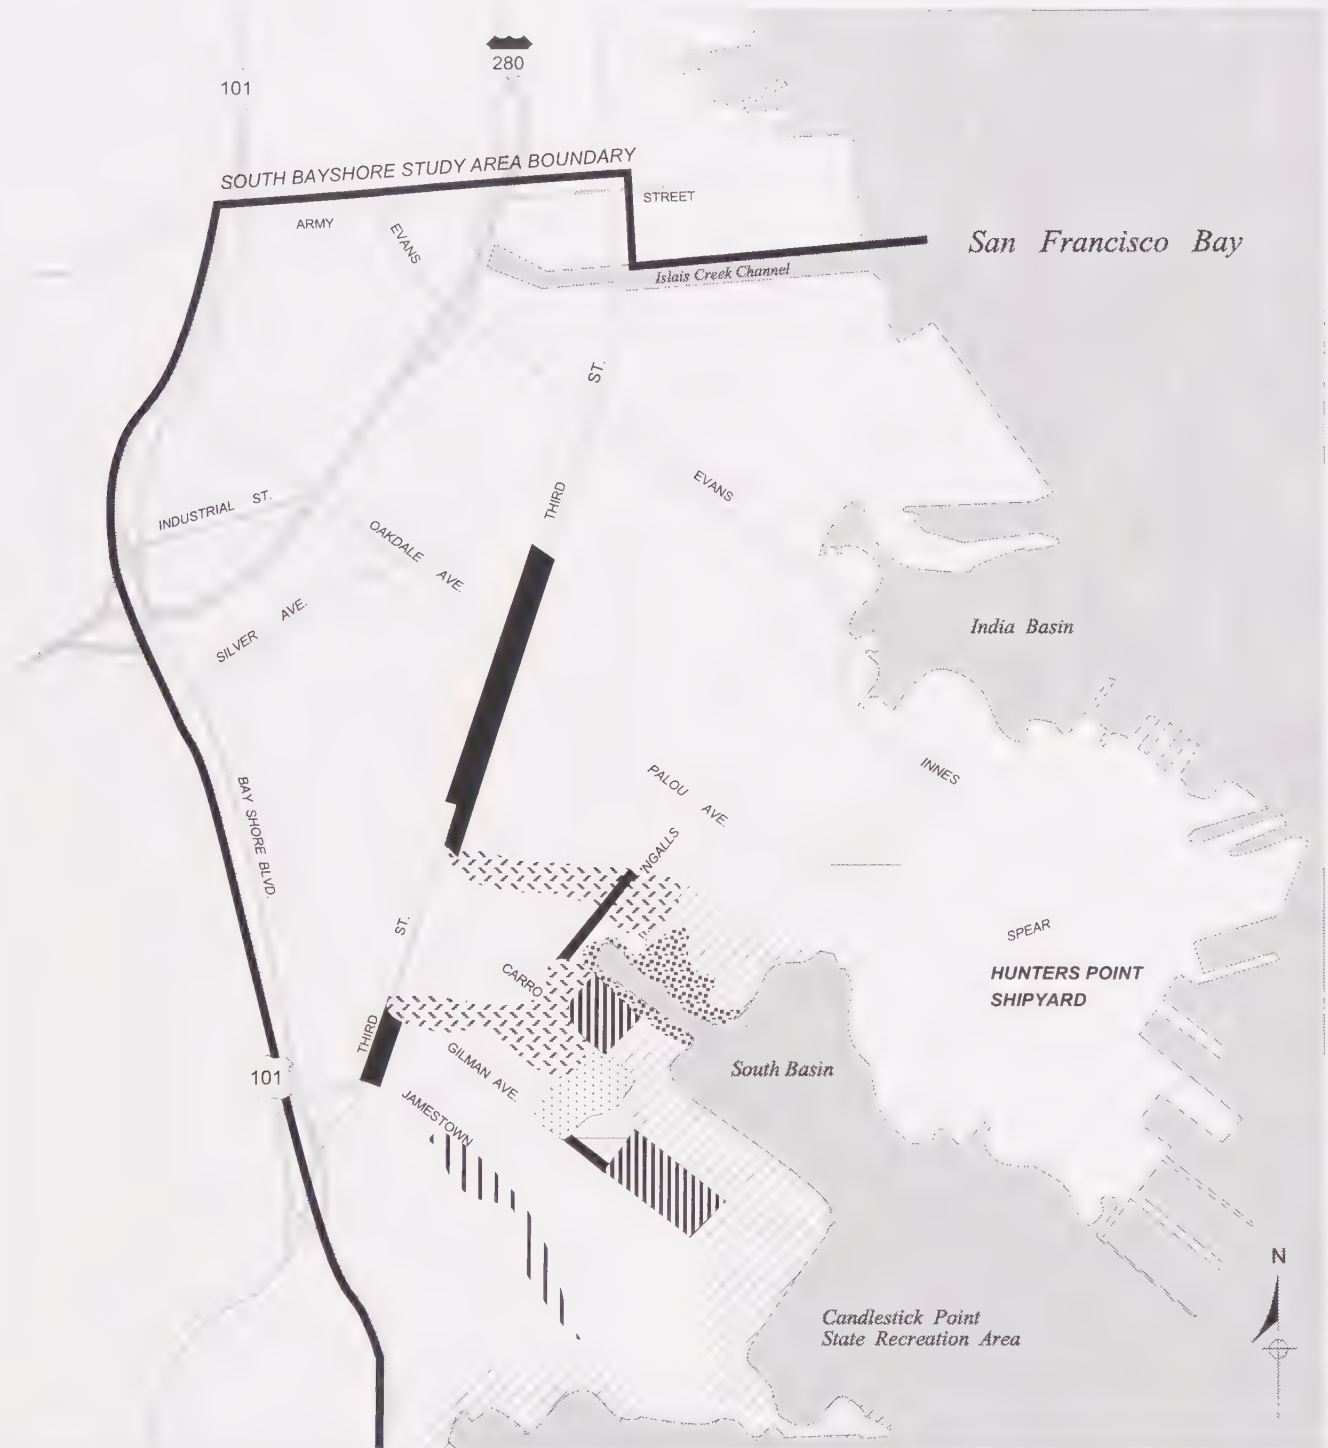 280
101
SOUTH BAYSHORE STUDY AREA BOUNDARY
STREET
ARMY
EVANS
San Francisco Bay
Islais Creek Channel
ST.
THIRD
EVANS
INDUSTRIAL ST.
OAKDALE AVE.
SILVER AVE.
India Basin
BAY SHORE BLVD.
PALOU AVE.
INNES
NGALLS
ST.
SPEAR
HUNTERS POINT
SHIPYARD
CARRO
THIRD
GILMAN AVE.
South Basin
101
JAMESTOWN
N
Candlestick Point
State Recreation Area